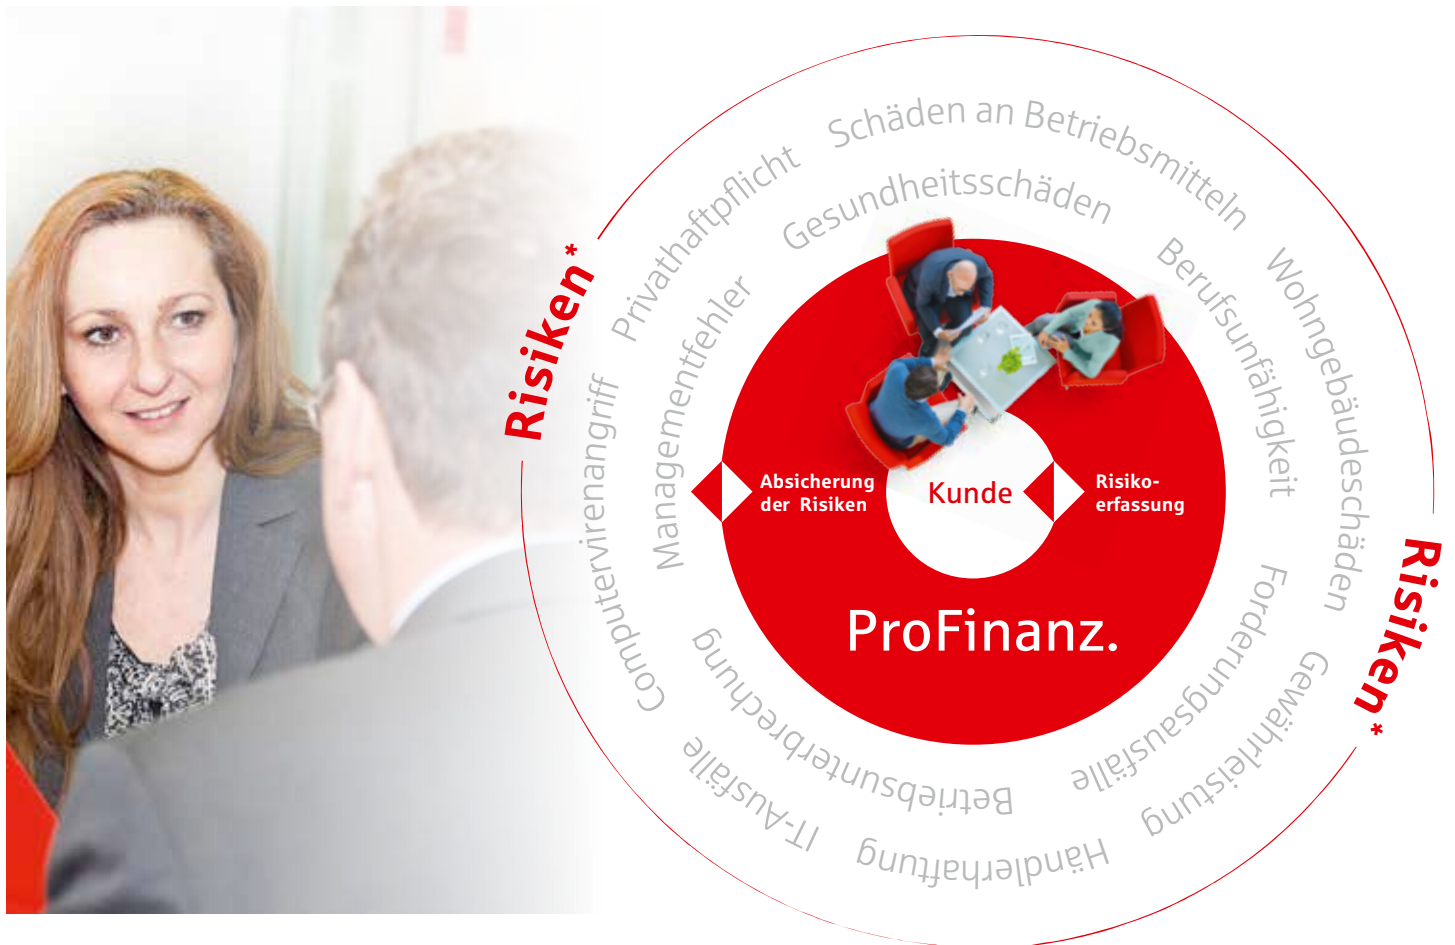 Risiken*
Schäden an Betriebsmitteln
Wohngebäudeschäden
Gewährleistung
Händlerhaftung
IT-Ausfälle
Computervirenangriff
Privathaftpflicht
Gesundheitsschäden
Berufsunfähigkeit
Forderungsausfälle
Betriebsunterbrechung
Managementfehler
Absicherung
der Risiken
Kunde
Risiko-
erfassung
ProFinanz.
Risiken*